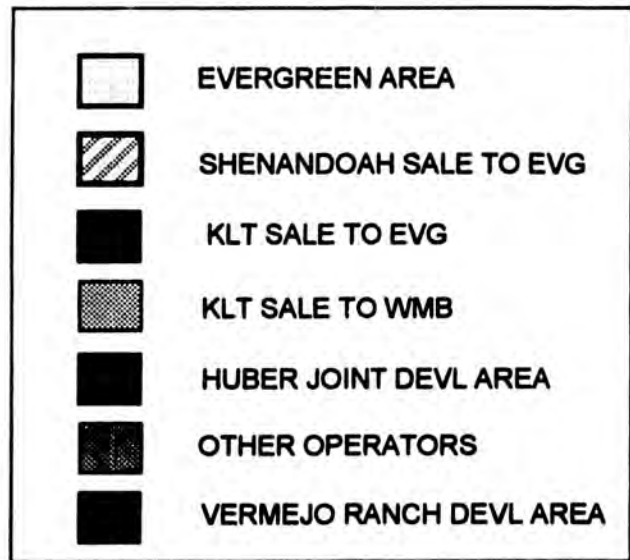 EVERGREEN AREA
SHENANDOAH SALE TO EVG
KLT SALE TO EVG
KLT SALE TO WMB
HUBER JOINT DEVL AREA
OTHER OPERATORS
VERMEJO RANCH DEVL AREA